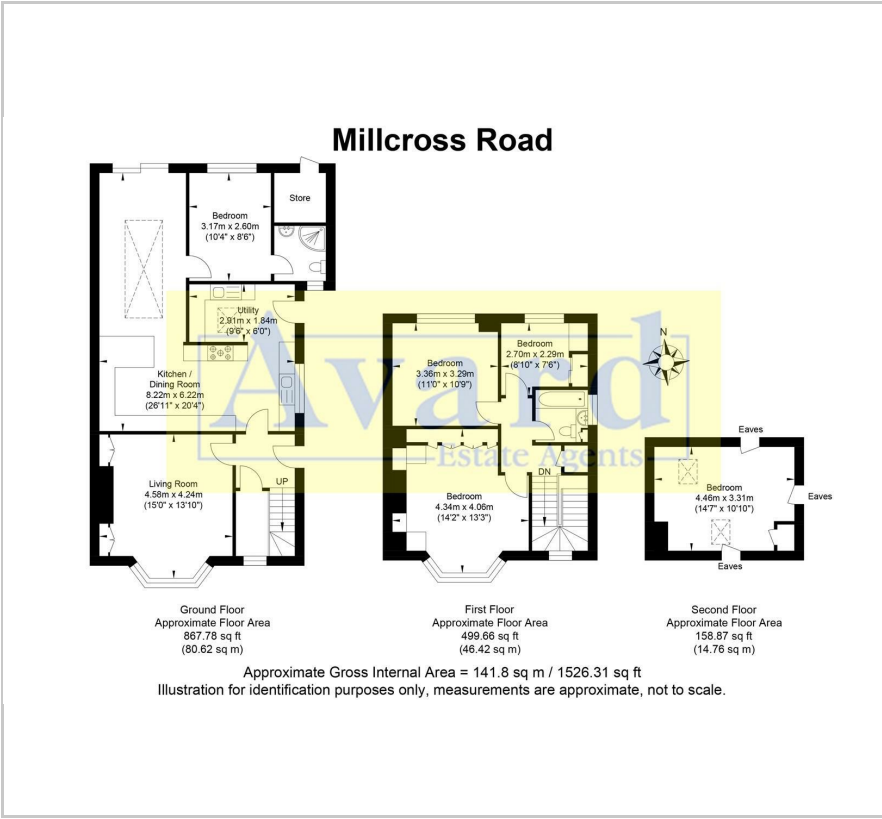 Millcross Road
Store
Bedroom
3.17m x 2.60m
(10'4" x 8'6")
Utility
2.91m x 1.84m
(9'6" x 6'0")
Kitchen /
Dining Room
8.22m x 6.22m
(26'11" x 20'4")
Living Room
4.58m x 4.24m
(15'0" x 13'10")
UP
Bedroom
3.36m x 3.29m
(11'0" x 10'9")
Bedroom
2.70m x 2.29m
(8'10" x 7'6")
DN
Bedroom
4.34m x 4.06m
(14'2" x 13'3")
N
Eaves
Bedroom
4.46m x 3.31m
(14'7" x 10'10")
Eaves
Eaves
Avard
Estate Agents
Ground Floor
Approximate Floor Area
867.78 sq ft
(80.62 sq m)
First Floor
Approximate Floor Area
499.66 sq ft
(46.42 sq m)
Second Floor
Approximate Floor Area
158.87 sq ft
(14.76 sq m)
Approximate Gross Internal Area = 141.8 sq m / 1526.31 sq ft
Illustration for identification purposes only, measurements are approximate, not to scale.